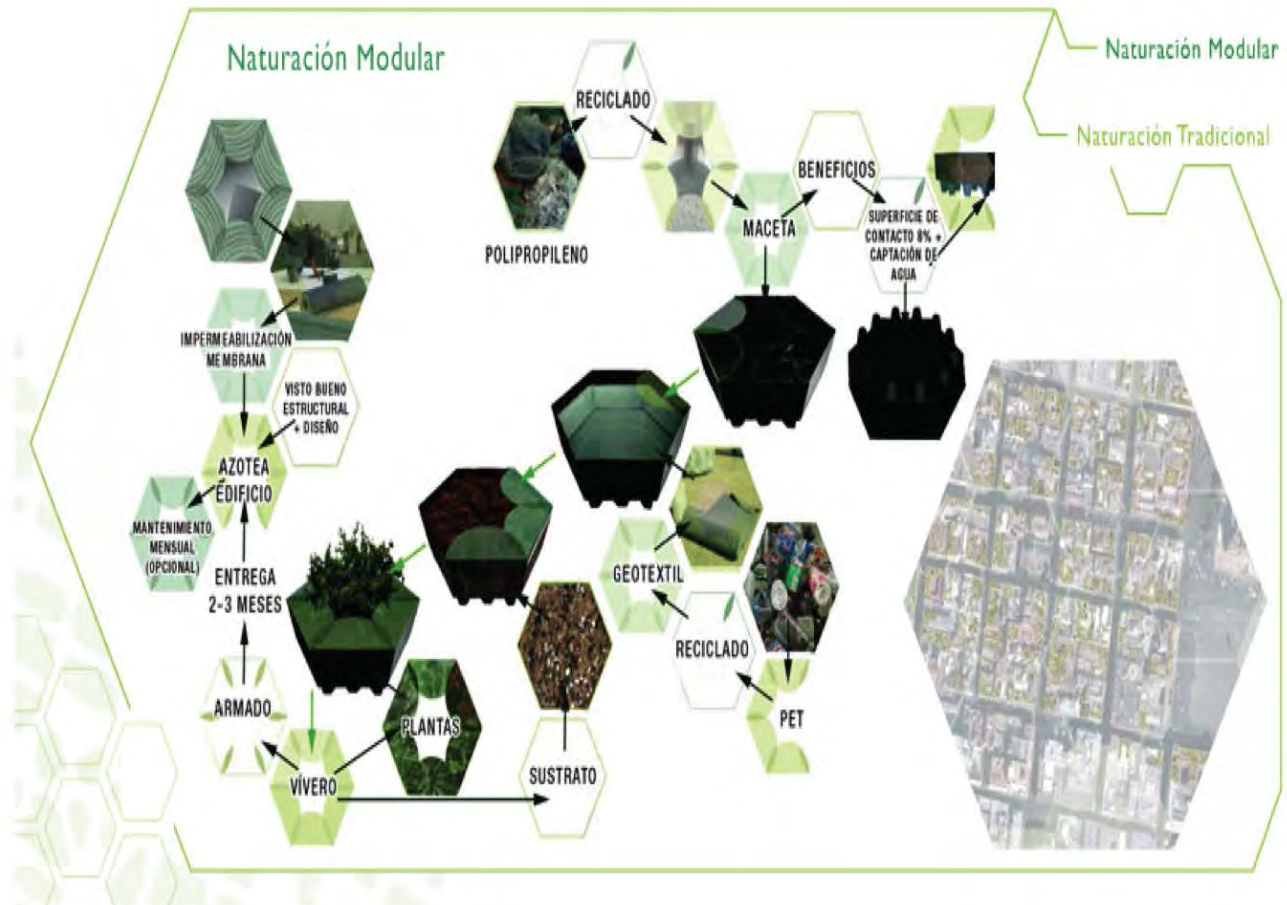 Naturación Modular
Naturación Modular
Naturación Tradicional
RECICLADO
POLIPROPILENO
MACETA
BENEFICIOS
SUPERFICIE DE
CONTACTO 8% +
CAPTACIÓN DE
AGUA
IMPERMEABILIZACIÓN
MEMBRANA
VISTO BUENO
ESTRUCTURAL
+ DISEÑO
AZOTEA
EDIFICIO
MANTENIMIENTO
MENSUAL
(OPCIONAL)
ENTREGA
2-3 MESES
ARMADO
VÍVERO
PLANTAS
SUSTRATO
GEOTEXTIL
RECICLADO
PET